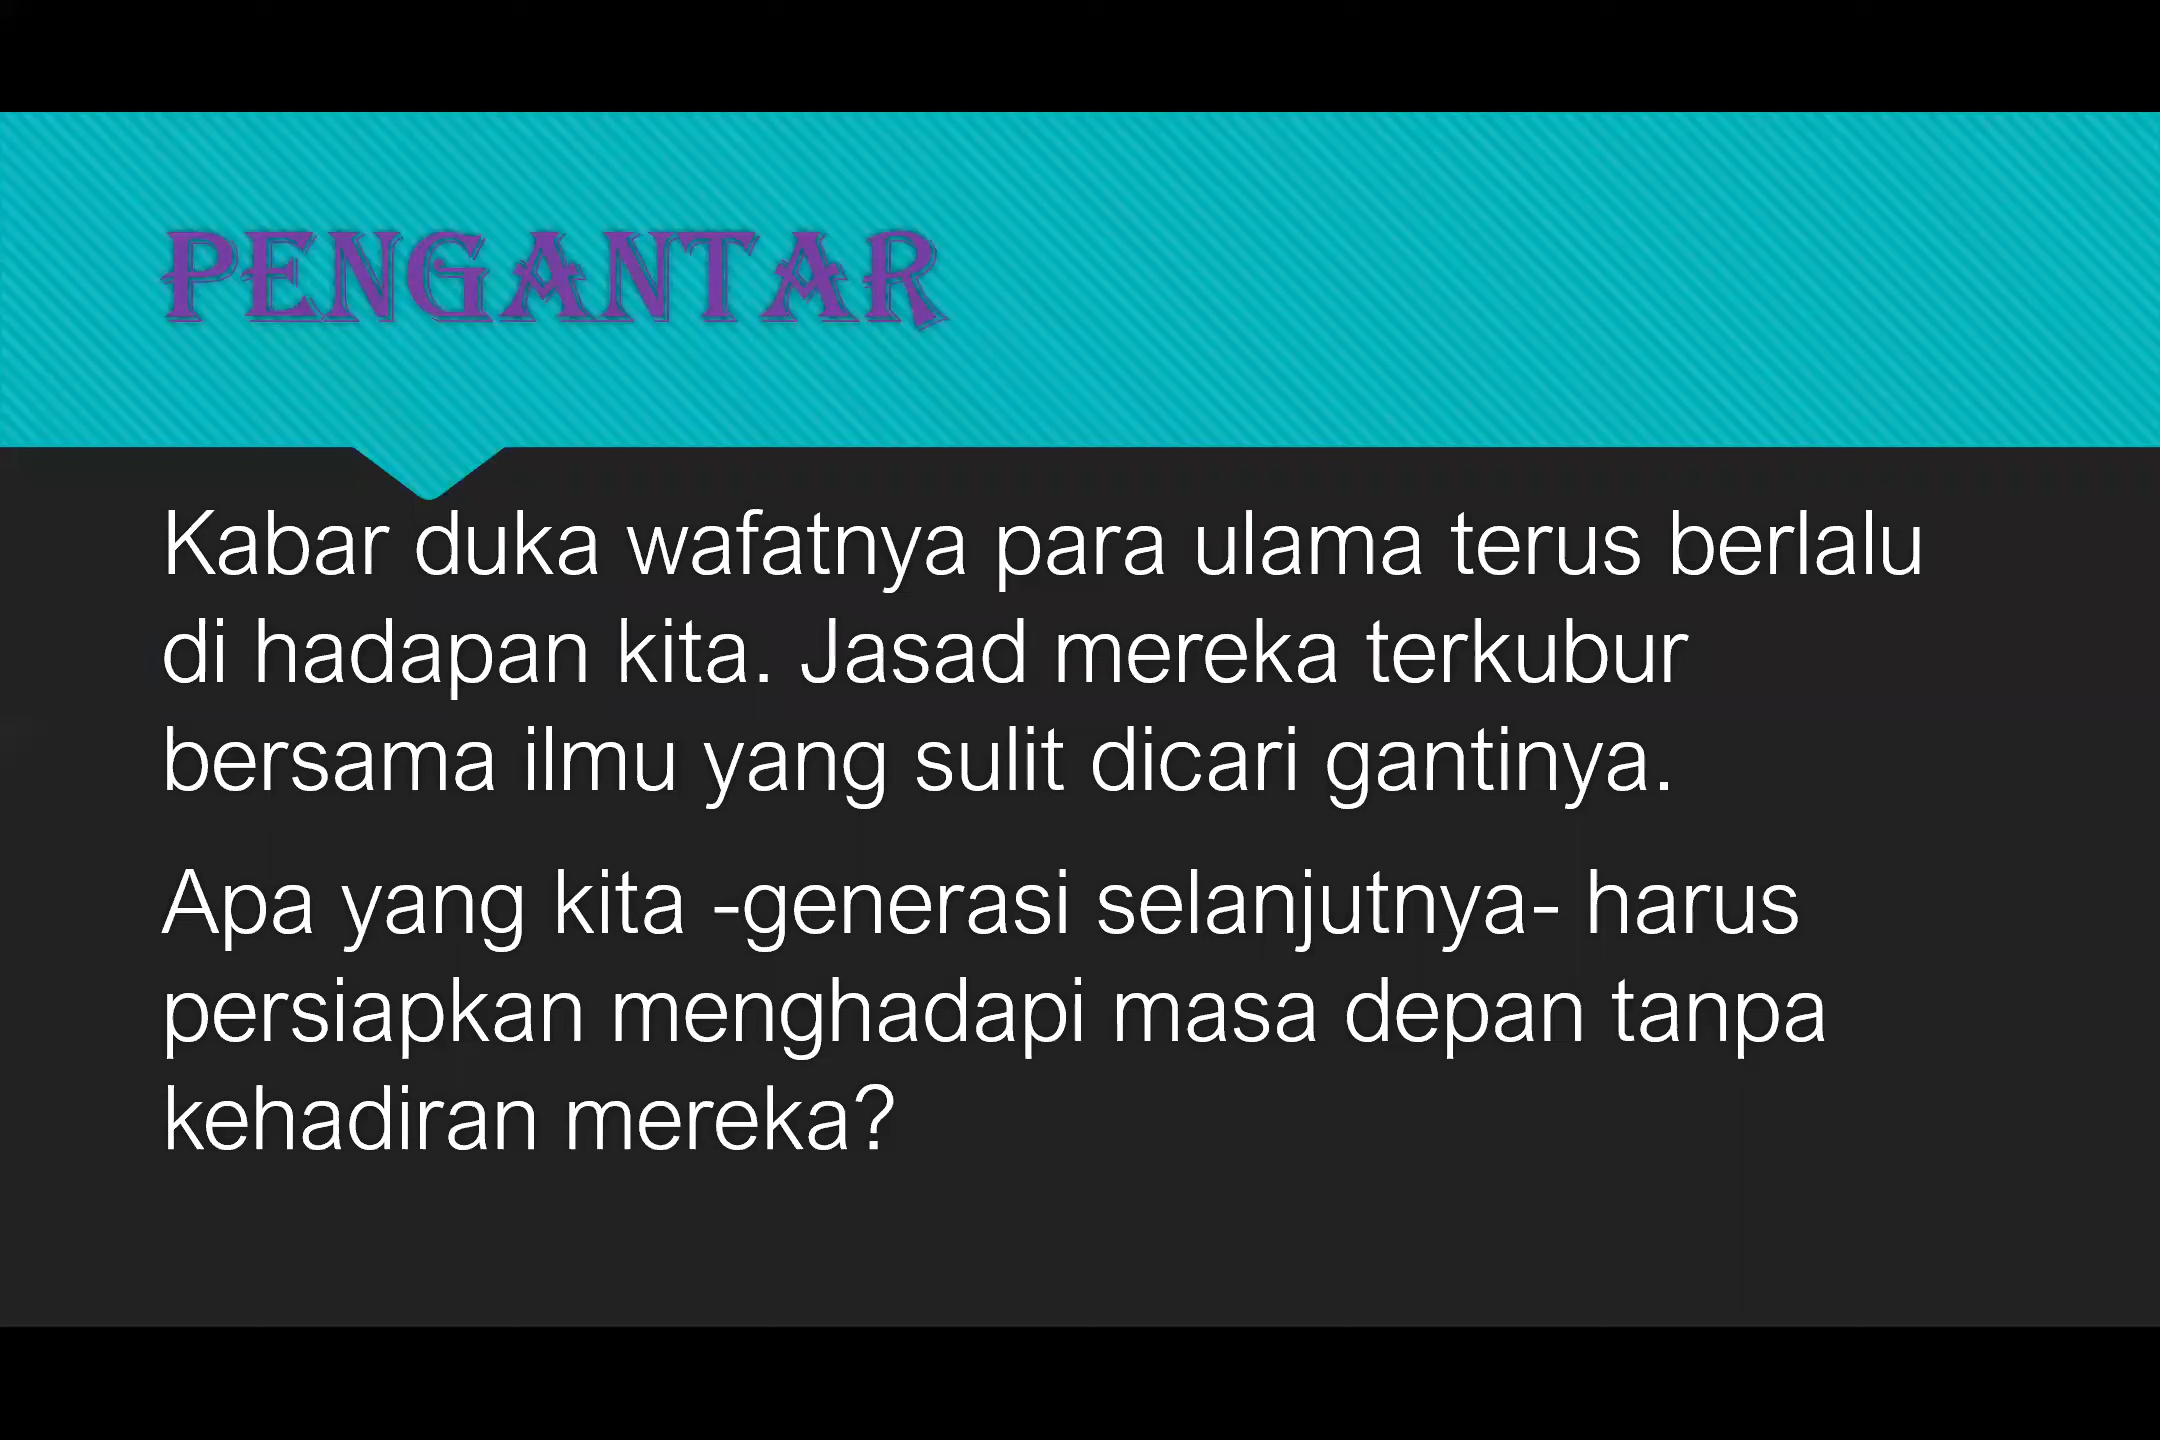 PENGANTAR
Kabar duka wafatnya para ulama terus berlalu
di hadapan kita. Jasad mereka terkubur
bersama ilmu yang sulit dicari gantinya.
Apa yang kita -generasi selanjutnya- harus
persiapkan menghadapi masa depan tanpa
kehadiran mereka?